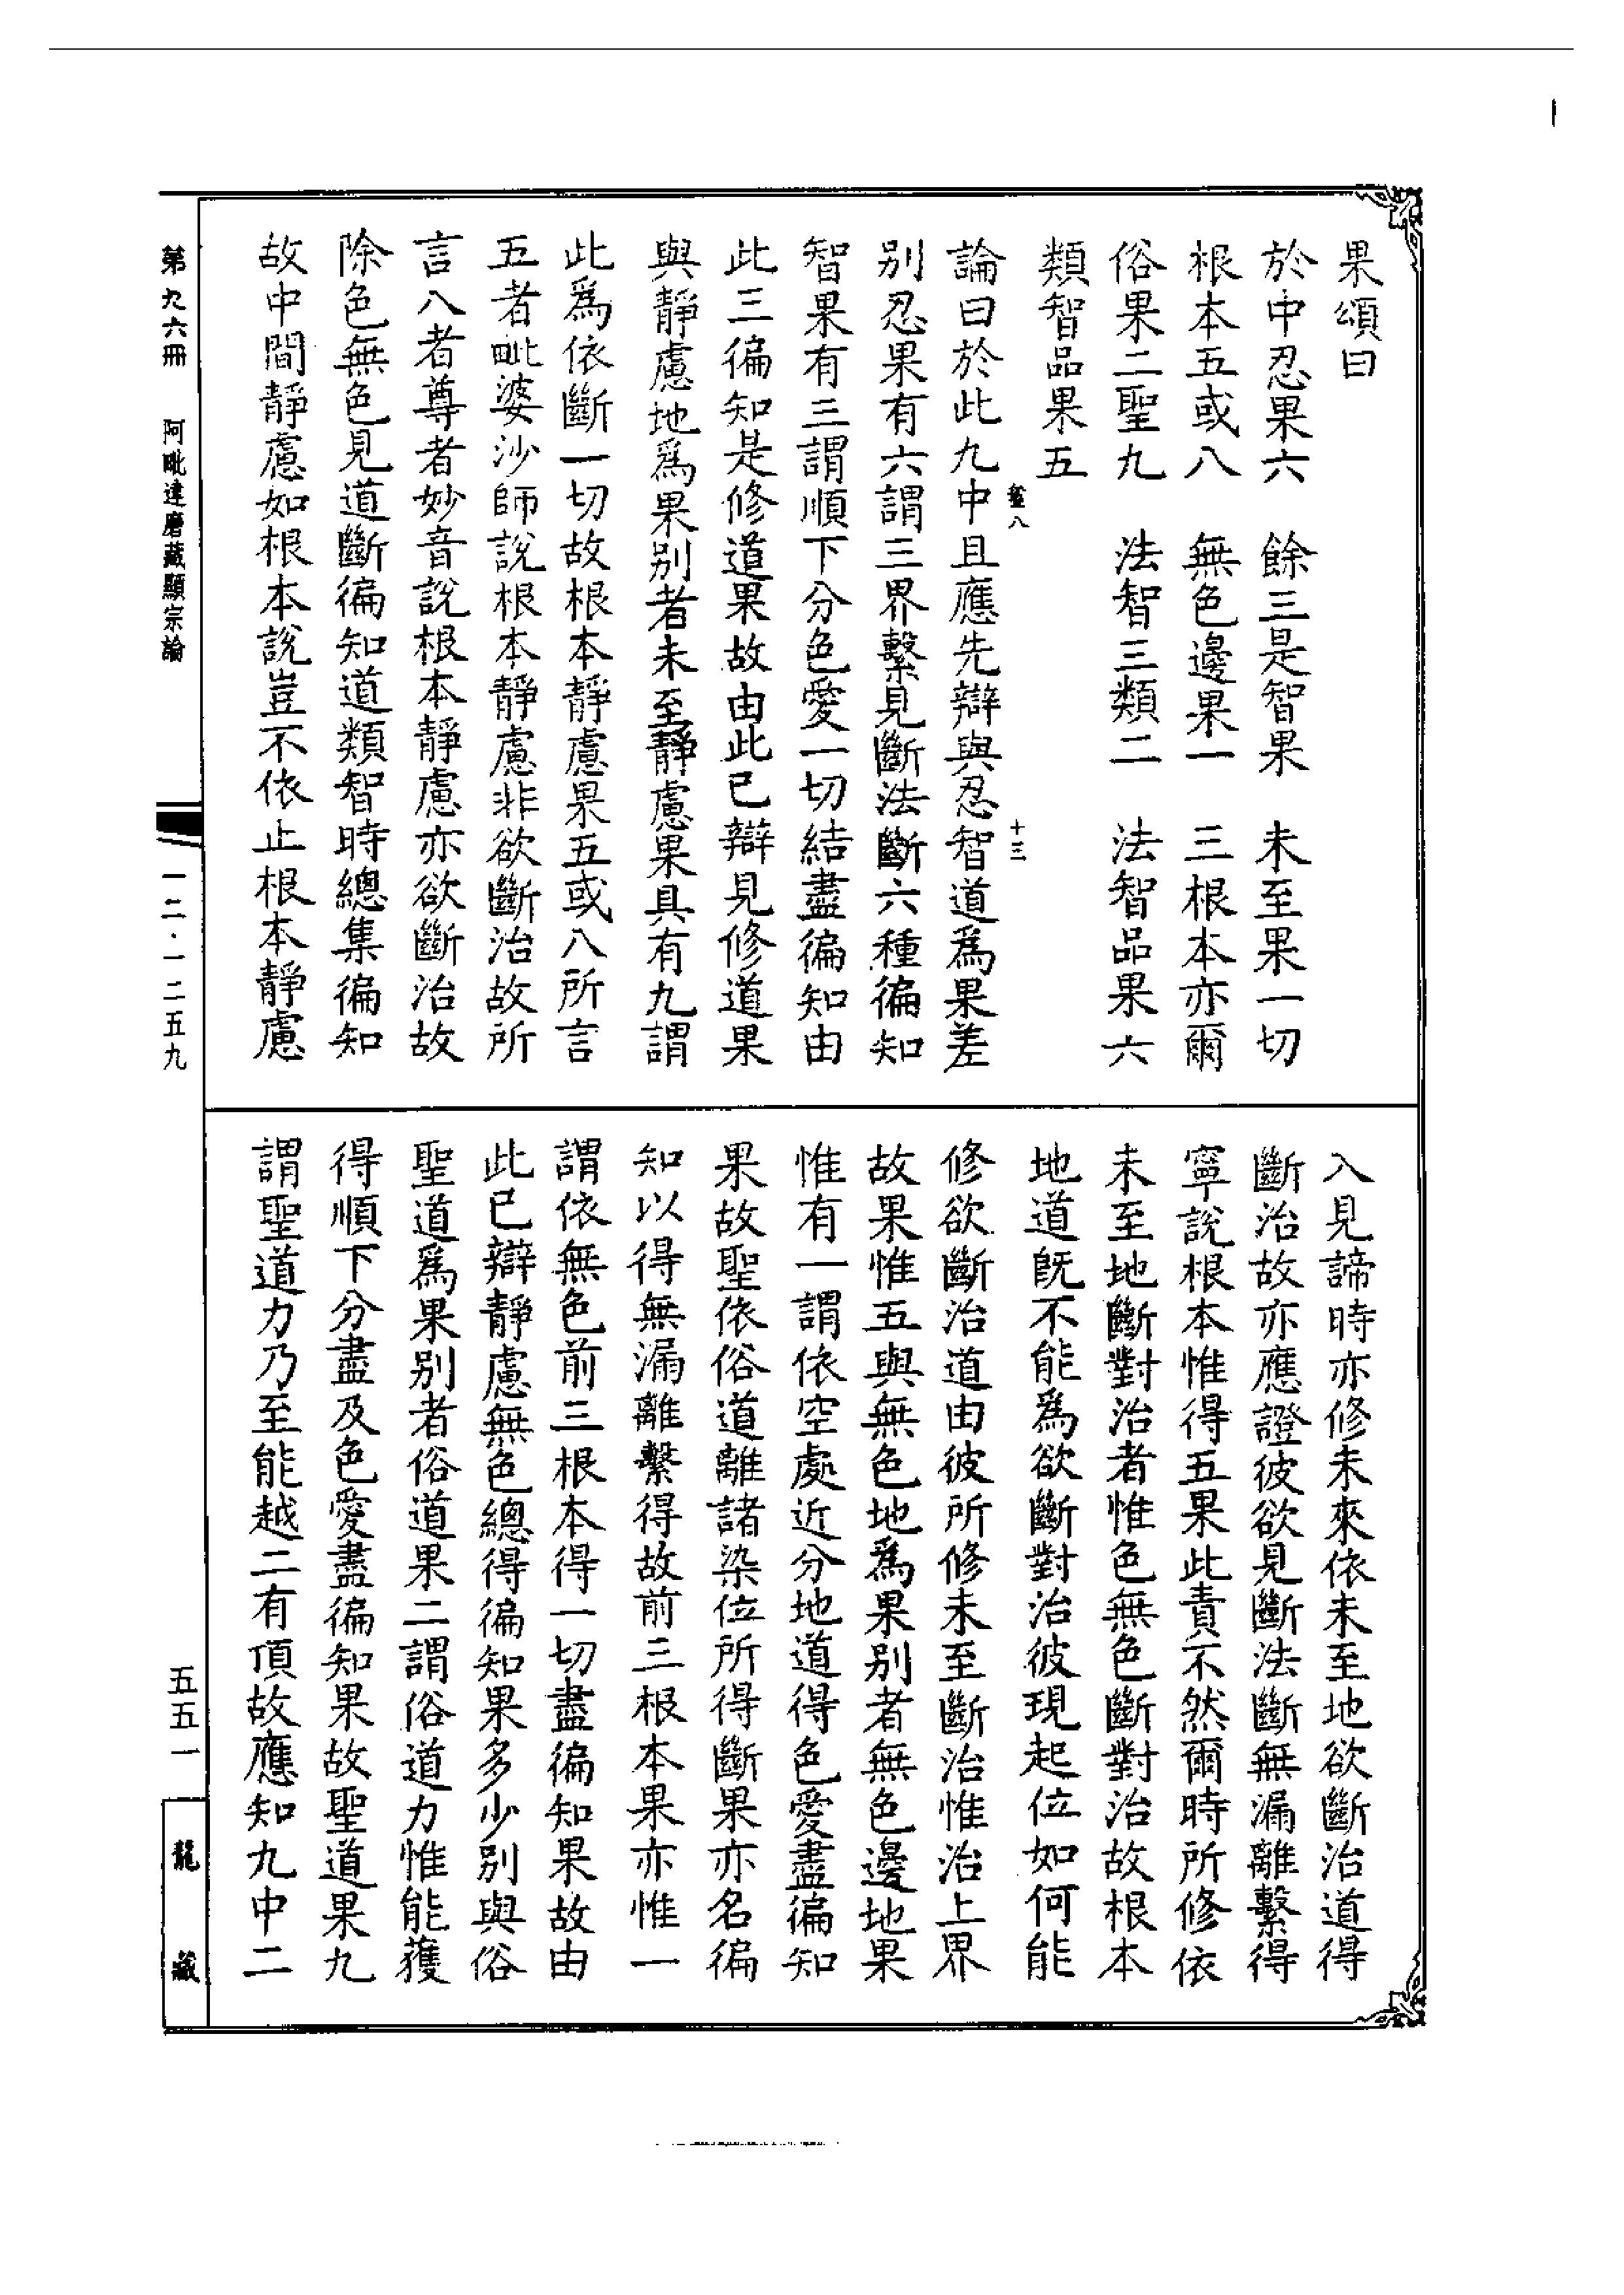 果頌曰
於中忍果六　餘三是智果　未至果一切
根本五或八　無色邊果一　三根本亦爾
俗果二聖九　法智三類二　法智品果六
類智品果五
十三
論曰於此九中且應先辯與忍智道為果差
別忍果有六謂三界繫見斷法斷六種徧知
智果有三謂順下分色愛一切結盡徧知由
此三徧知是修道果故由此已辯見修道果
與靜慮地為果別者未至靜慮果具有九謂
此為依斷一切故根本靜慮果五或八所言
五者毗婆沙師說根本靜慮非欲斷治故所
言八者尊者妙音說根本靜慮亦欲斷治故
除色無色見道斷徧知道類智時總集徧知
故中間靜慮如根本說豈不依止根本靜慮
入見諦時亦修未來依未至地欲斷治道得
斷治故亦應證彼欲見斷法斷無漏離繫得
寧說根本惟得五果此責不然爾時所修依
未至地斷對治者惟色無色斷對治故根本
地道既不能為欲斷對治彼現起位如何能
修欲斷治道由彼所修未至斷治惟治上界
故果惟五與無色地為果別者無色邊地果
惟有一謂依空處近分地道得色愛盡徧知
果故聖依俗道離諸染位所得斷果亦名徧
知以得無漏離繫得故前三根本果亦惟一
謂依無色前三根本得一切盡徧知果故由
此已辯靜慮無色總得徧知果多少別與俗
聖道為果別者俗道果二謂俗道力惟能獲
得順下分盡及色愛盡徧知果故聖道果九
謂聖道力乃至能越二有頂故應知九中二
第九六冊　阿毗達磨藏顯宗論
一二·一二五九
五五一
龍藏